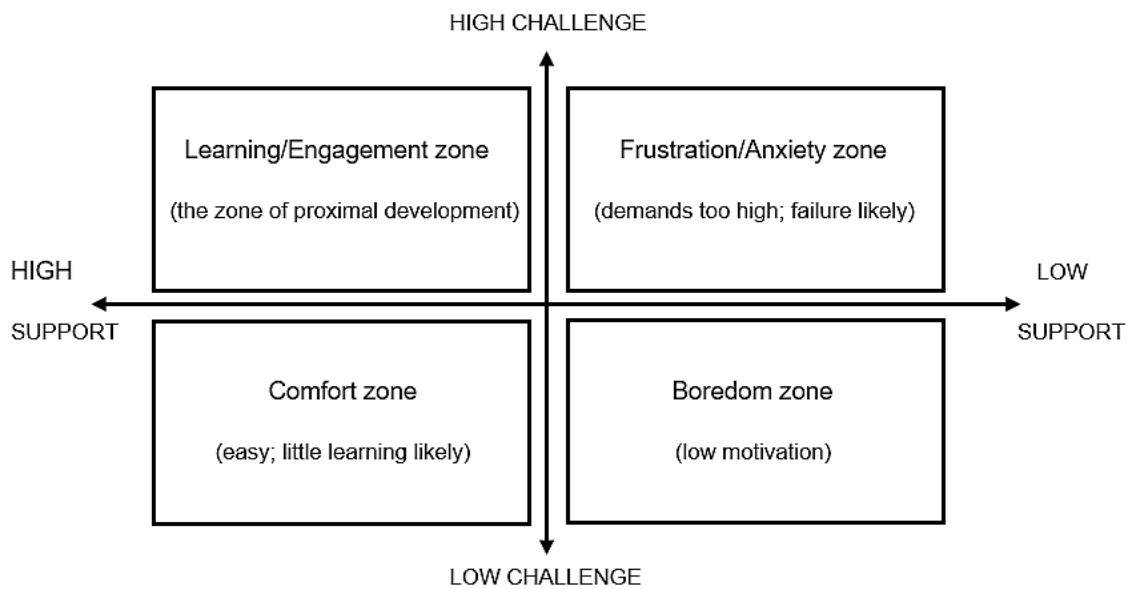 HIGH CHALLENGE
Learning/Engagement zone
(the zone of proximal development)
Frustration/Anxiety zone
(demands too high; failure likely)
HIGH
SUPPORT
LOW
SUPPORT
Comfort zone
(easy; little learning likely)
Boredom zone
(low motivation)
LOW CHALLENGE